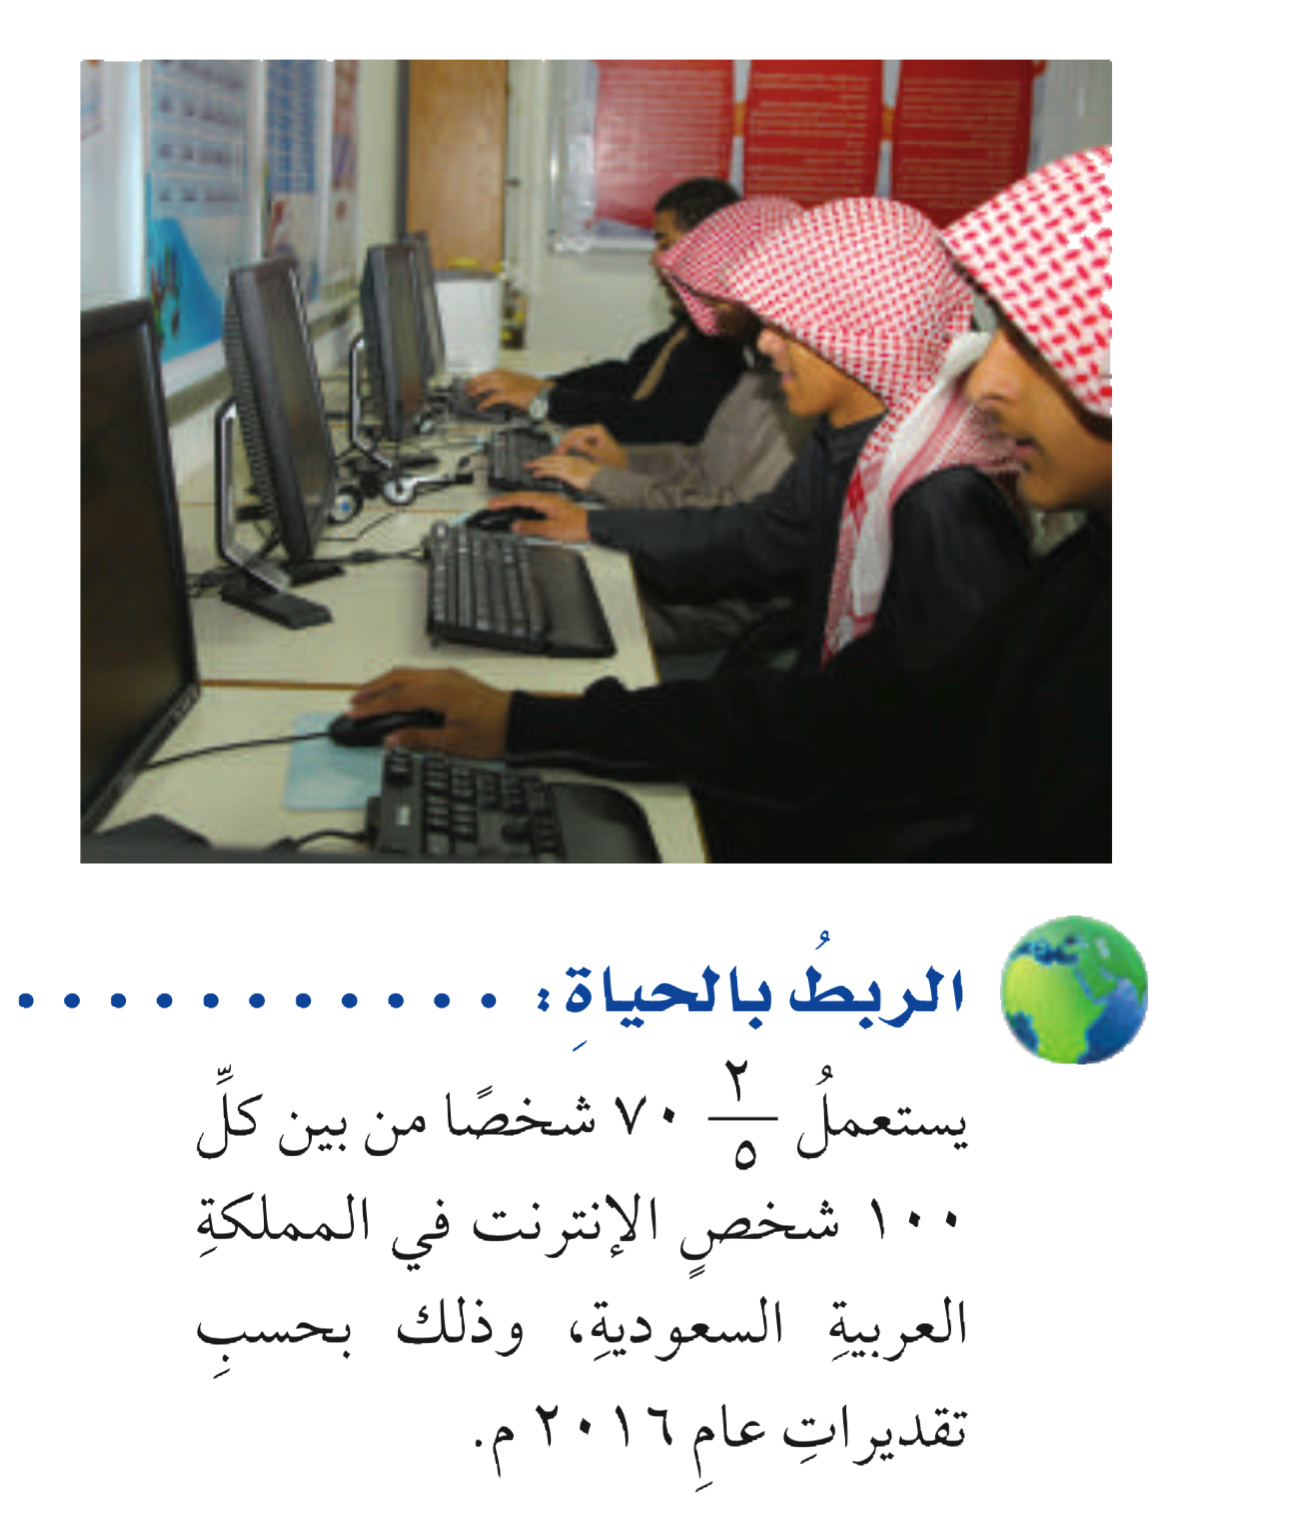 الربطُ بالحياةِ: . . . . . . . . . . .
يستعملُ ٢/٥ ٧٠ شخصًا من بين كلِّ
١٠٠ شخصٍ الإنترنت في المملكةِ
العربيةِ السعوديةِ، وذلك بحسبِ
تقديراتِ عامِ ٢٠١٦ م.